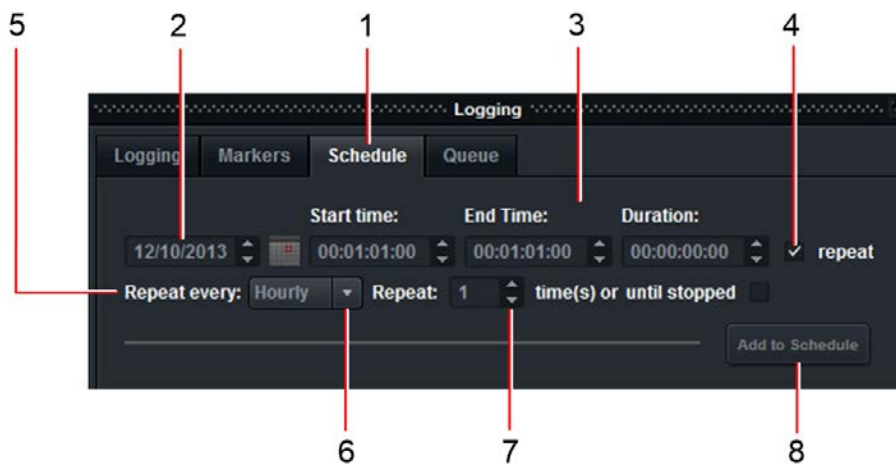 5 2 1 3 4
Logging
Logging Markers Schedule Queue
Start time: End Time: Duration:
12/10/2013 00:01:01:00 00:01:01:00 00:00:00:00 repeat
Repeat every: Hourly Repeat: 1 time(s) or until stopped
Add to Schedule
6 7 8